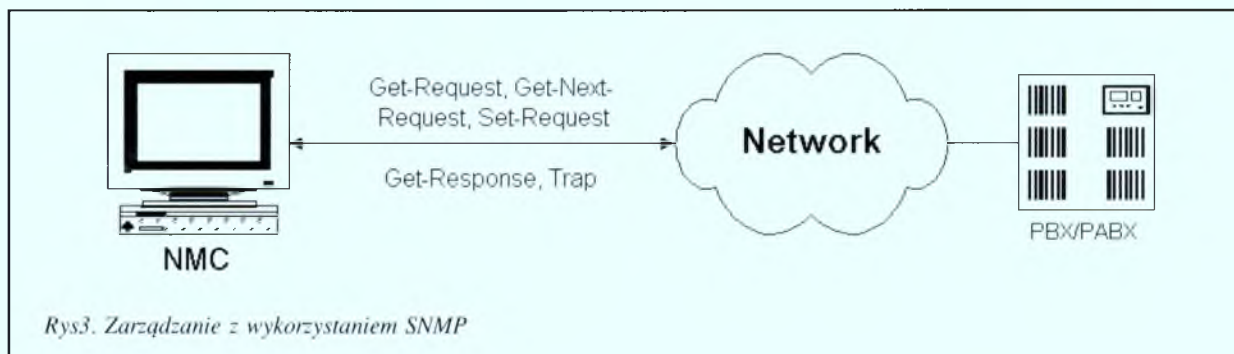 Get-Request, Get-Next-
Request, Set-Request
Get-Response, Trap
Network
NMC
PBX/PABX
Rys3. Zarządzanie z wykorzystaniem SNMP